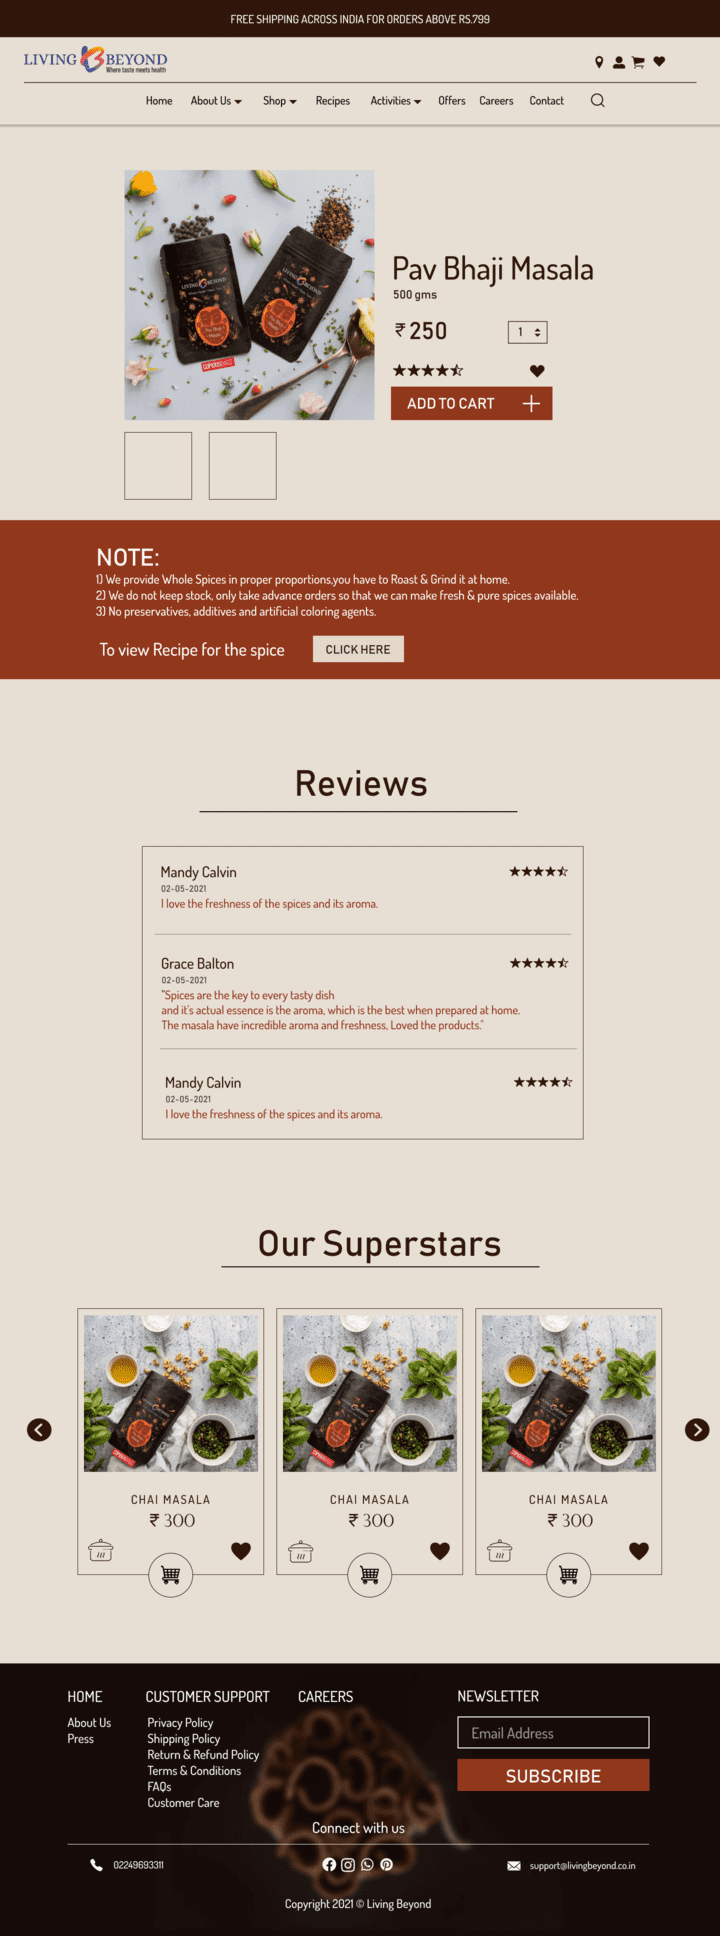 FREE SHIPPING ACROSS INDIA FOR ORDERS ABOVE RS.799
LIVING BEYOND
Where taste meets health
Home About Us Shop Recipes Activities Offers Careers Contact
LIVING BEYOND
LIVING BEYOND
Pav Bhaji Masala
Pav Bhaji Masala
Pav Bhaji Masala
500 gms
₹ 250
1
ADD TO CART
NOTE:
1) We provide Whole Spices in proper proportions,you have to Roast & Grind it at home.
2) We do not keep stock, only take advance orders so that we can make fresh & pure spices available.
3) No preservatives, additives and artificial coloring agents.
To view Recipe for the spice CLICK HERE
Reviews
Mandy Calvin
02-05-2021
I love the freshness of the spices and its aroma.
Grace Balton
02-05-2021
"Spices are the key to every tasty dish
and it's actual essence is the aroma, which is the best when prepared at home.
The masala have incredible aroma and freshness, Loved the products."
Mandy Calvin
02-05-2021
I love the freshness of the spices and its aroma.
Our Superstars
CHAI MASALA CHAI MASALA CHAI MASALA
₹ 300 ₹ 300 ₹ 300
HOME CUSTOMER SUPPORT CAREERS NEWSLETTER
About Us
Press
Privacy Policy
Shipping Policy
Return & Refund Policy
Terms & Conditions
FAQs
Customer Care
Email Address
SUBSCRIBE
Connect with us
02249693311
support@livingbeyond.co.in
Copyright 2021 © Living Beyond